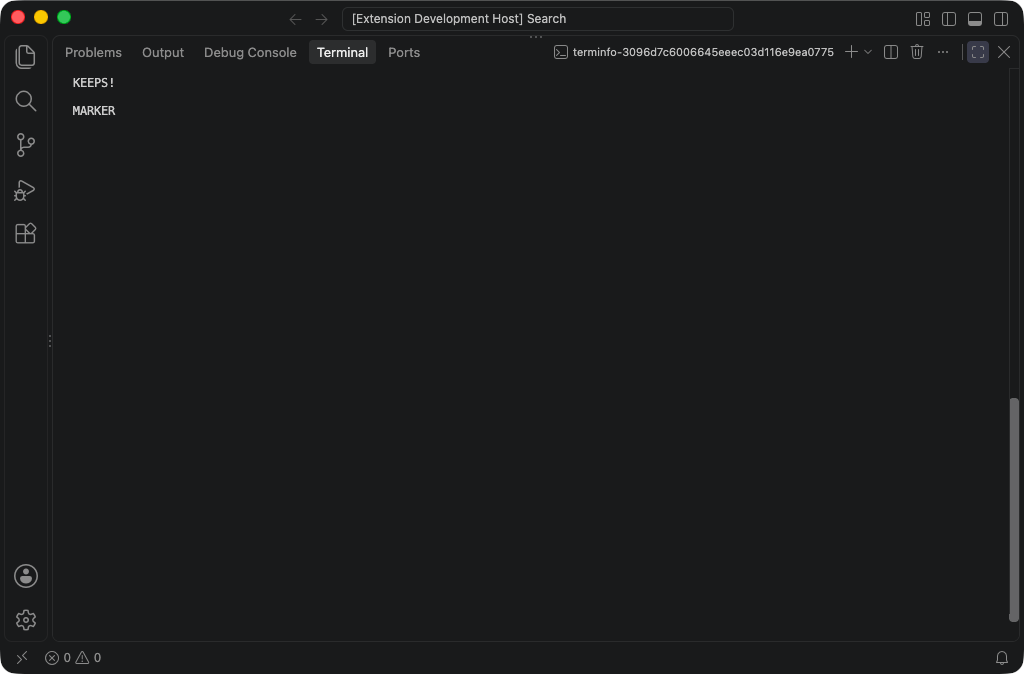 [Extension Development Host] Search
Problems Output Debug Console Terminal Ports terminfo-3096d7c6006645eeec03d116e9ea0775
KEEPS!
MARKER
0 0